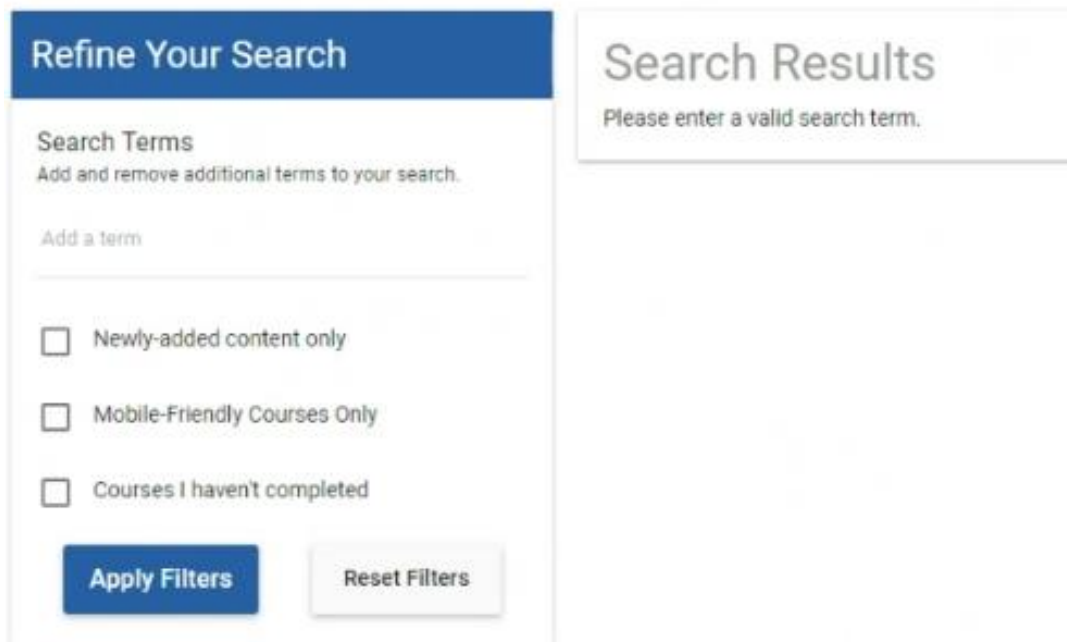 Refine Your Search
Search Terms
Add and remove additional terms to your search.
Add a term
Newly-added content only
Mobile-Friendly Courses Only
Courses I haven't completed
Apply Filters
Reset Filters
Search Results
Please enter a valid search term.